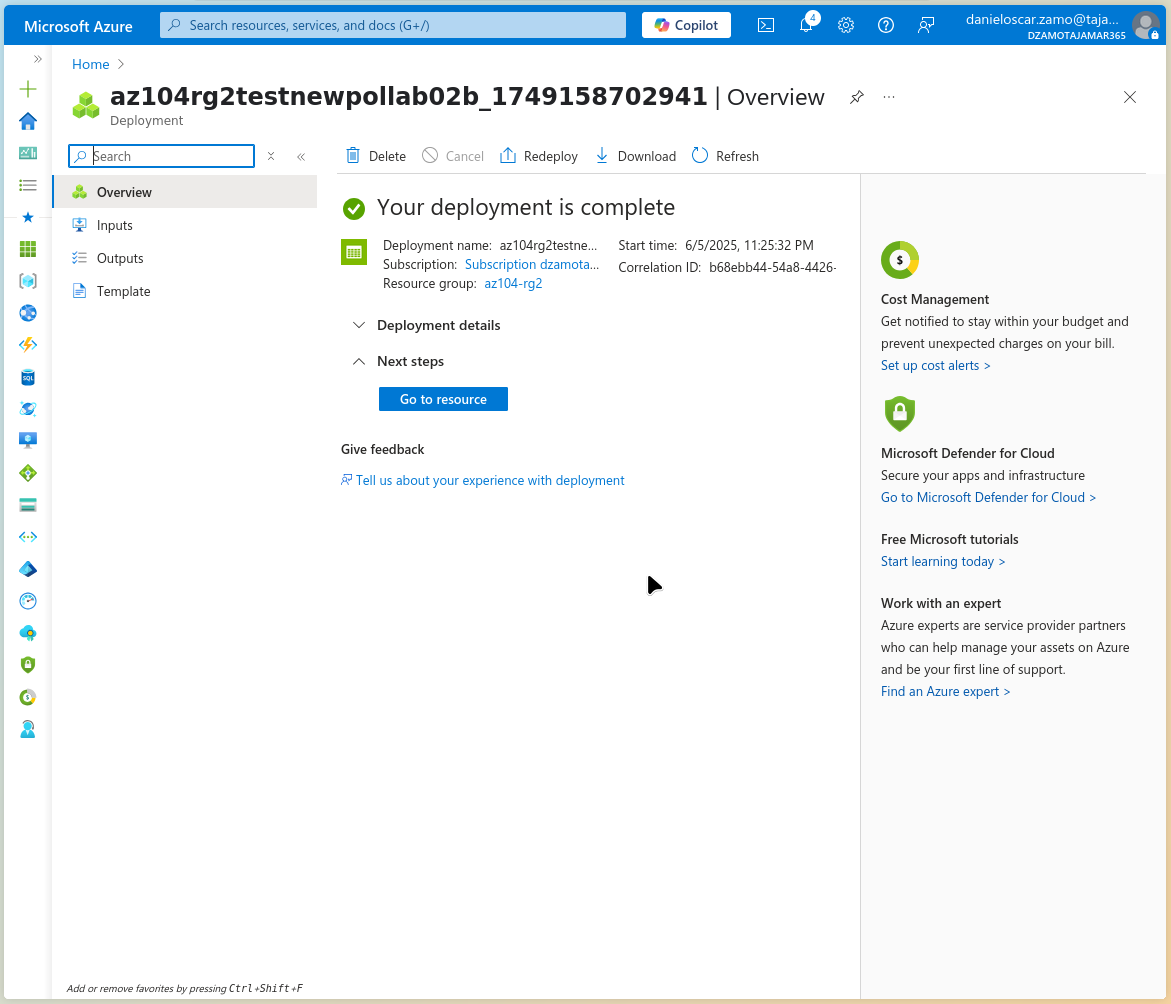 Microsoft Azure
Search resources, services, and docs (G+/)
Copilot
4
danieloscar.zamo@taja...
DZAMOTAJAMAR365
Home
az104rg2testnewpollab02b_1749158702941 | Overview
Deployment
Search
Delete
Cancel
Redeploy
Download
Refresh
Overview
Inputs
Outputs
Template
Your deployment is complete
Deployment name: az104rg2testne...
Subscription: Subscription dzamota...
Resource group: az104-rg2
Start time: 6/5/2025, 11:25:32 PM
Correlation ID: b68ebb44-54a8-4426-
Deployment details
Next steps
Go to resource
Give feedback
Tell us about your experience with deployment
Cost Management
Get notified to stay within your budget and
prevent unexpected charges on your bill.
Set up cost alerts >
Microsoft Defender for Cloud
Secure your apps and infrastructure
Go to Microsoft Defender for Cloud >
Free Microsoft tutorials
Start learning today >
Work with an expert
Azure experts are service provider partners
who can help manage your assets on Azure
and be your first line of support.
Find an Azure expert >
SQL
Add or remove favorites by pressing Ctrl+Shift+F